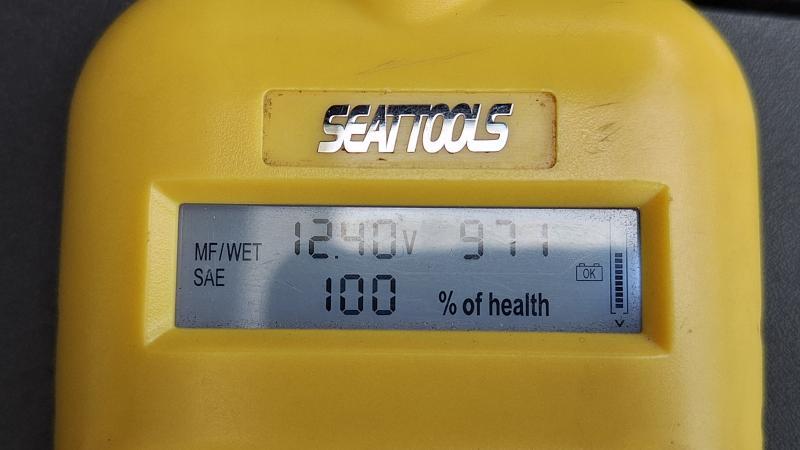 SEATTOOLS
MF/WET 12.40V 971
SAE OK
100 % of health